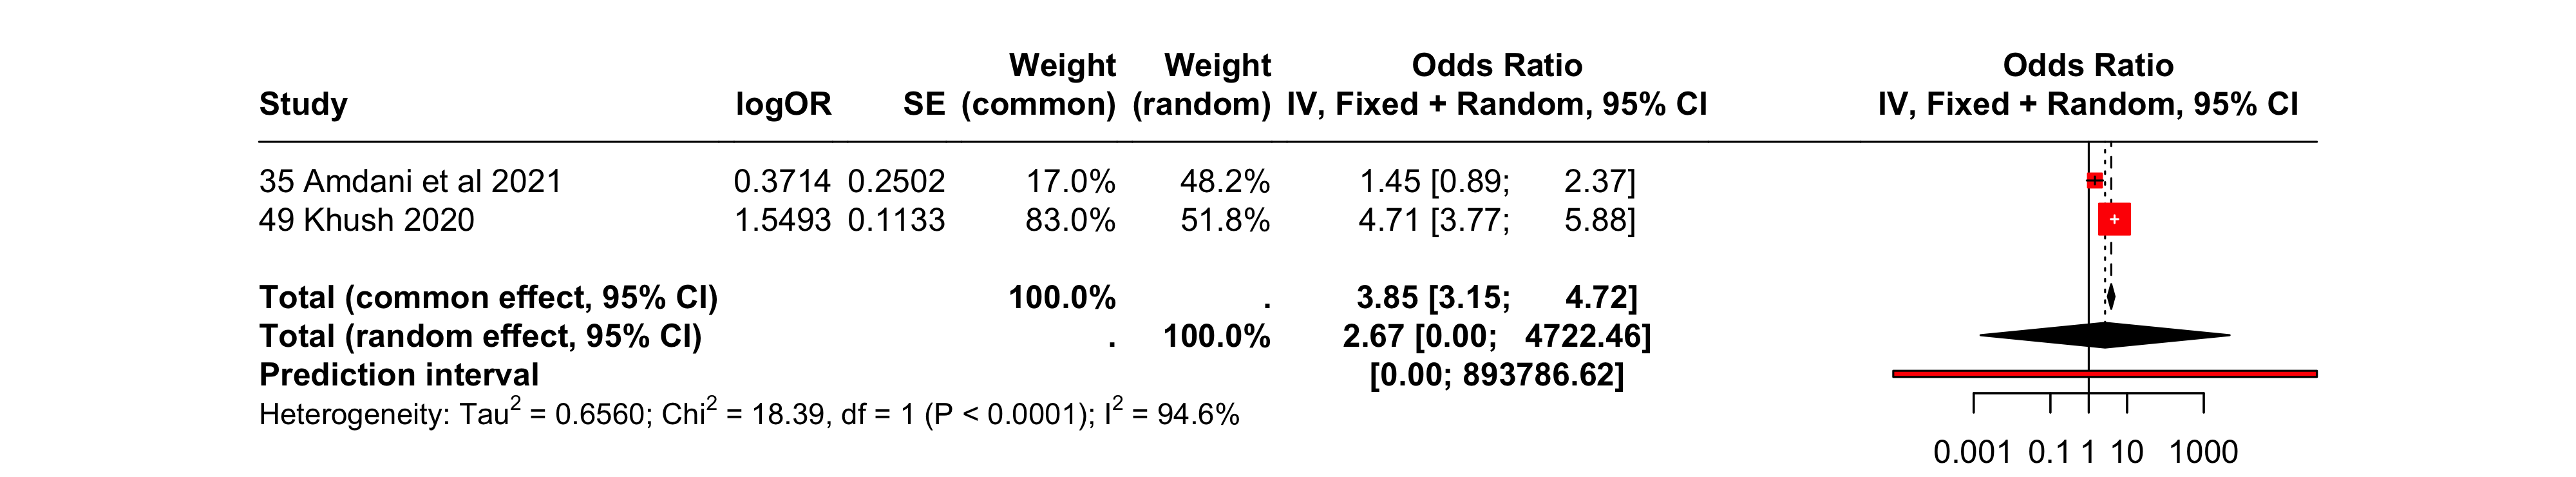 Weight Weight Odds Ratio Odds Ratio
Study logOR SE (common) (random) IV, Fixed + Random, 95% CI IV, Fixed + Random, 95% CI
35 Amdani et al 2021 0.3714 0.2502 17.0% 48.2% 1.45 [0.89; 2.37]
49 Khush 2020 1.5493 0.1133 83.0% 51.8% 4.71 [3.77; 5.88]
Total (common effect, 95% CI) 100.0% . 3.85 [3.15; 4.72]
Total (random effect, 95% CI) . 100.0% 2.67 [0.00; 4722.46]
Prediction interval [0.00; 893786.62]
Heterogeneity: Tau² = 0.6560; Chi² = 18.39, df = 1 (P < 0.0001); I² = 94.6%
0.001 0.1 1 10 1000